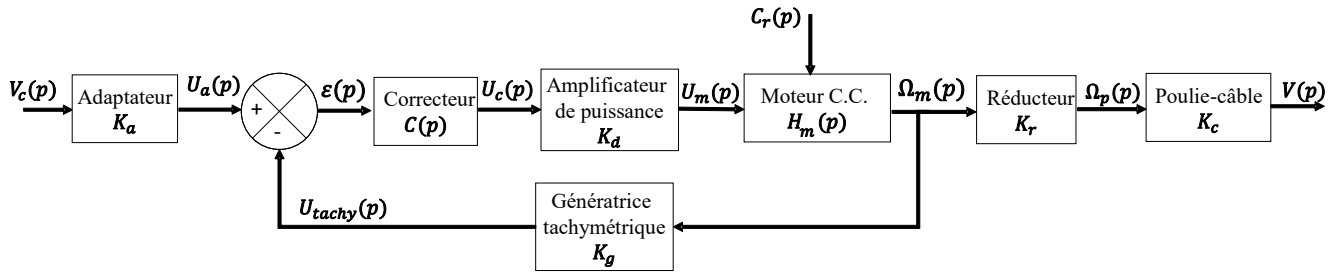 C_r(p)
V_c(p)
Adaptateur
K_a
U_a(p)
+
-
ε(p)
Correcteur
C(p)
U_c(p)
Amplificateur
de puissance
K_d
U_m(p)
Moteur C.C.
H_m(p)
Ω_m(p)
Réducteur
K_r
Ω_p(p)
Poulie-câble
K_c
V(p)
U_tachy(p)
Génératrice
tachymétrique
K_g